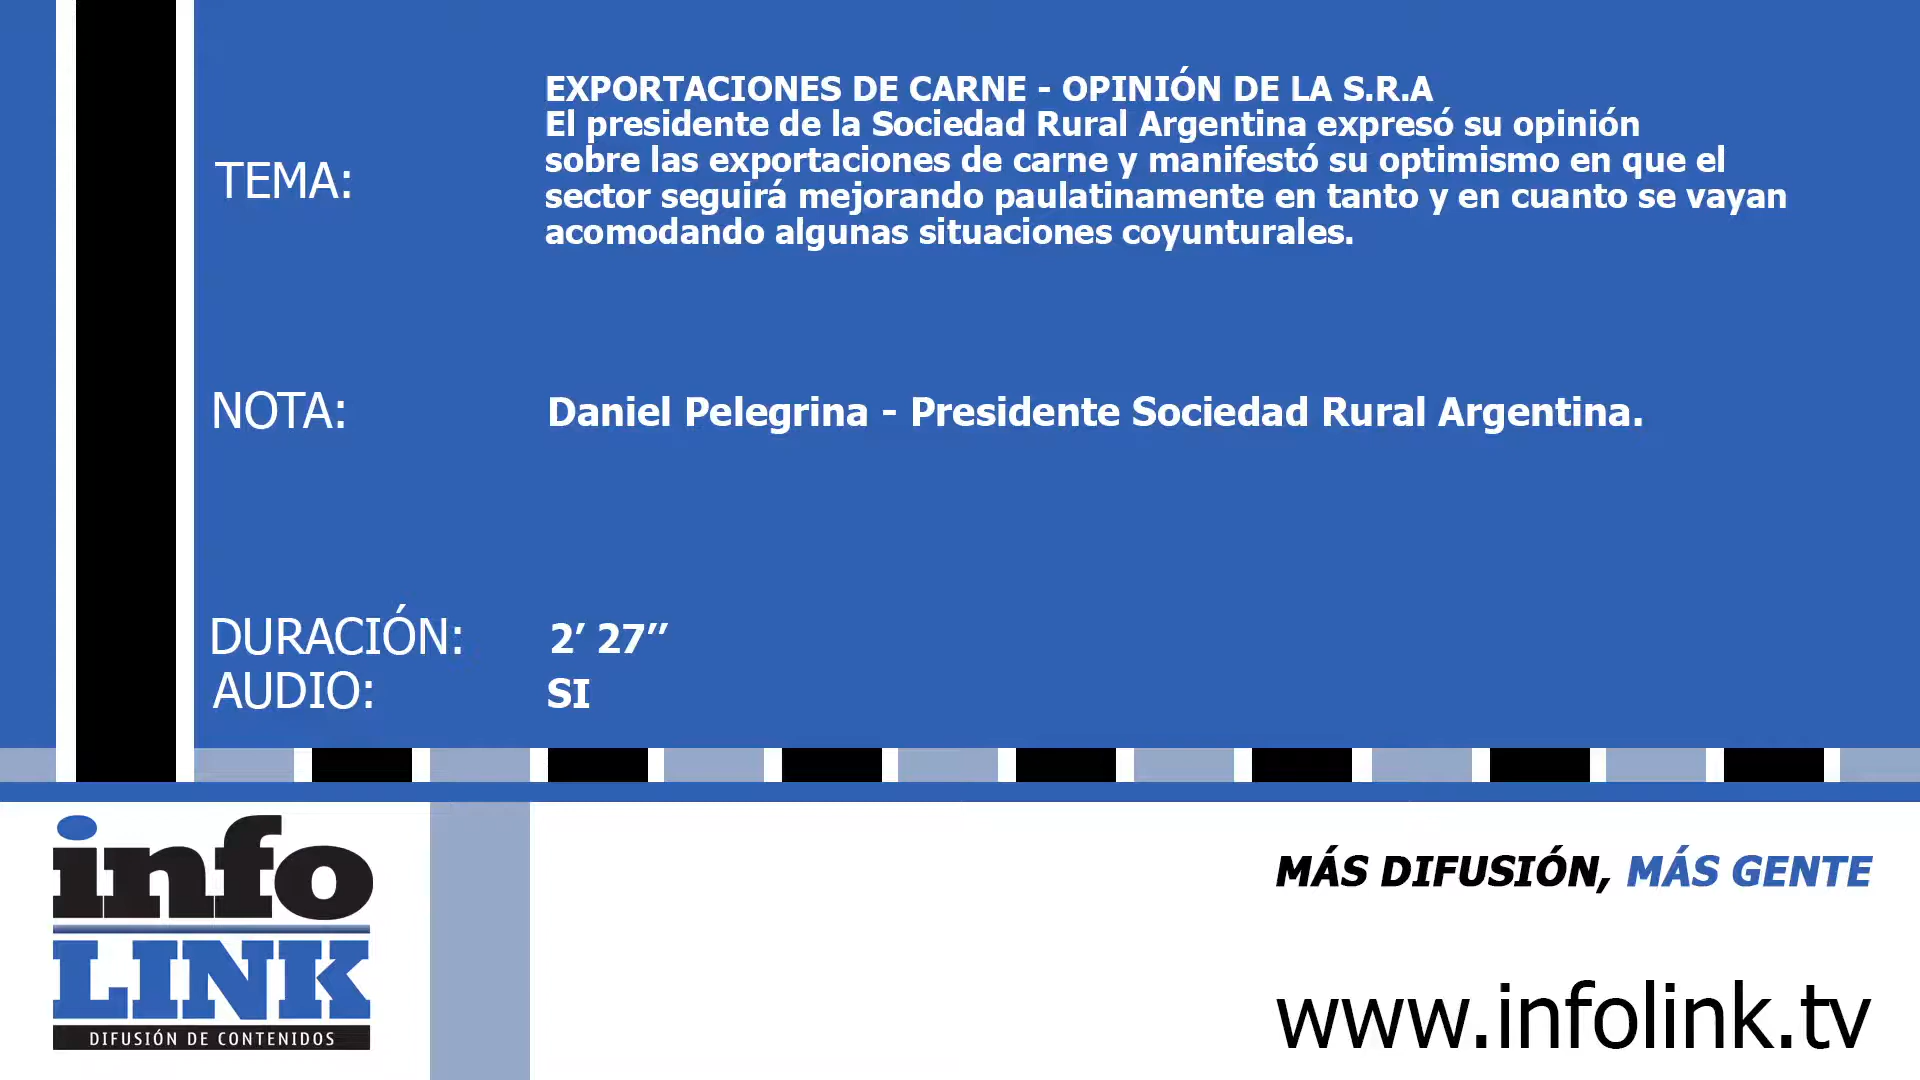 EXPORTACIONES DE CARNE - OPINIÓN DE LA S.R.A
El presidente de la Sociedad Rural Argentina expresó su opinión
sobre las exportaciones de carne y manifestó su optimismo en que el
TEMA:
sector seguirá mejorando paulatinamente en tanto y en cuanto se vayan
acomodando algunas situaciones coyunturales.
NOTA: Daniel Pelegrina - Presidente Sociedad Rural Argentina.
DURACIÓN: 2’ 27’’
AUDIO: SI
info
LINK
DIFUSIÓN DE CONTENIDOS
MÁS DIFUSIÓN, MÁS GENTE
www.infolink.tv